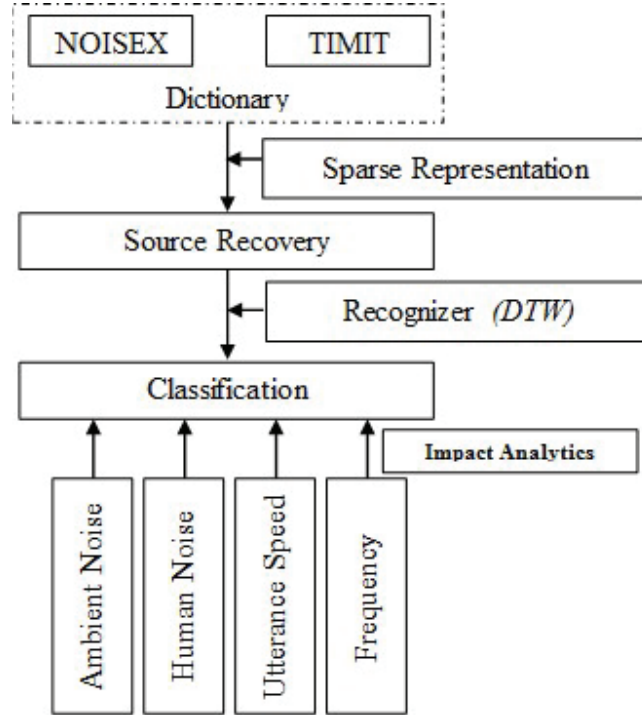 NOISEX
TIMIT
Dictionary
Sparse Representation
Source Recovery
Recognizer (DTW)
Classification
Impact Analytics
Ambient Noise
Human Noise
Utterance Speed
Frequency